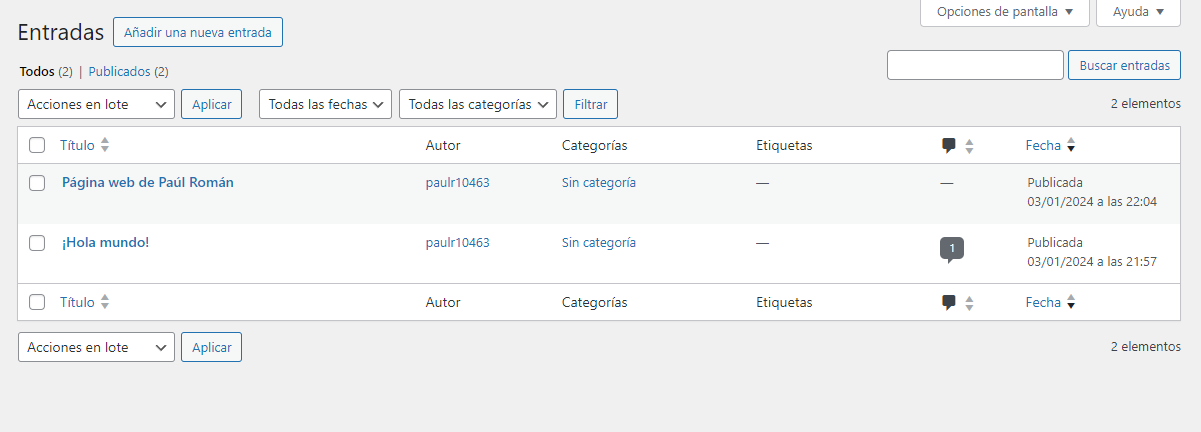 Opciones de pantalla Ayuda
Entradas Añadir una nueva entrada
Todos (2) | Publicados (2)
Buscar entradas
Acciones en lote Aplicar Todas las fechas Todas las categorías Filtrar 2 elementos
Título Autor Categorías Etiquetas Fecha
Página web de Paúl Román paulr10463 Sin categoría — — Publicada
03/01/2024 a las 22:04
¡Hola mundo! paulr10463 Sin categoría — 1 Publicada
03/01/2024 a las 21:57
Título Autor Categorías Etiquetas Fecha
Acciones en lote Aplicar 2 elementos